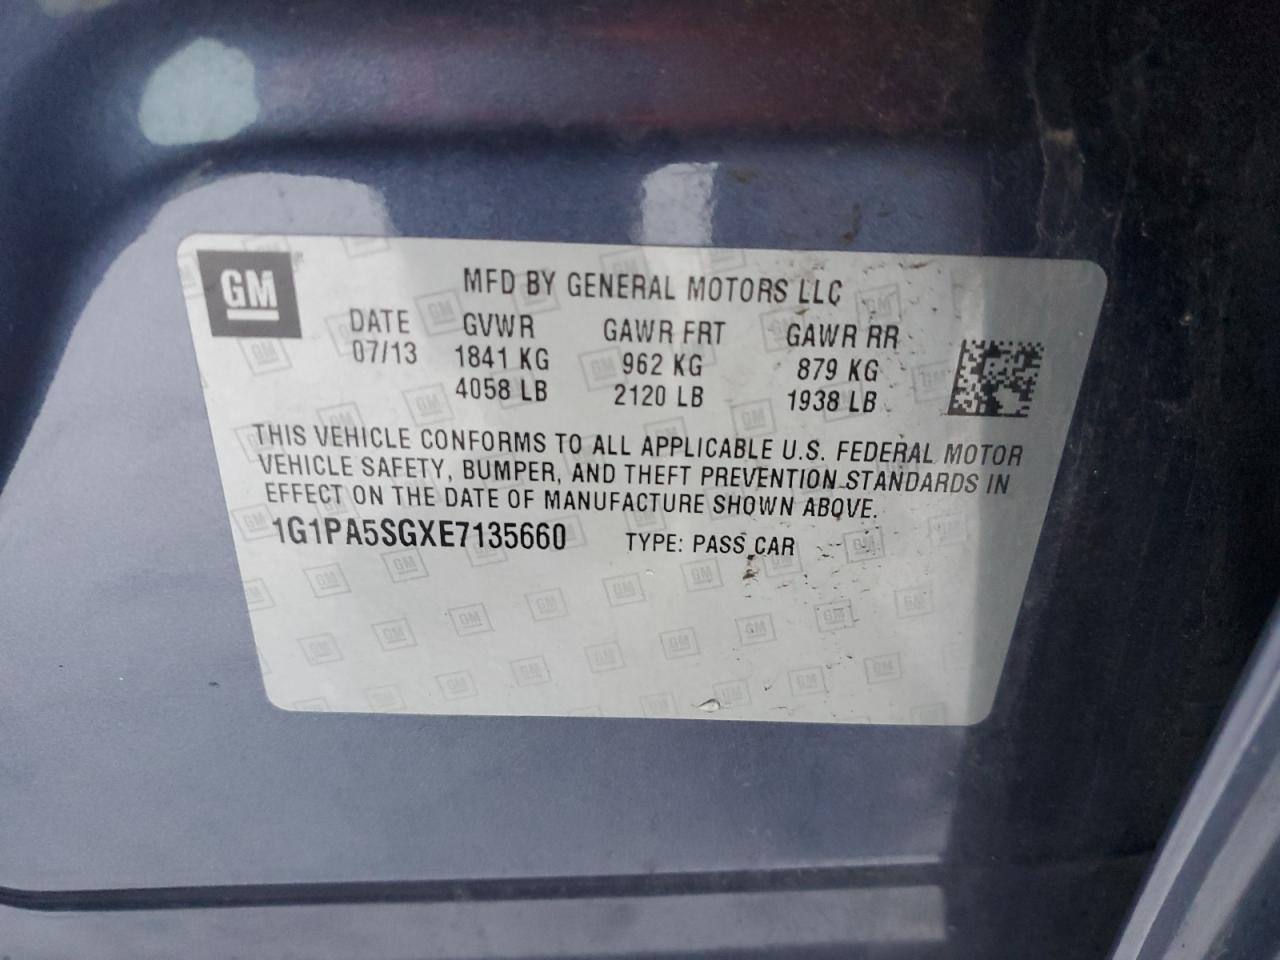 GM
MFD BY GENERAL MOTORS LLC
DATE GVWR GAWR FRT GAWR RR
07/13 1841 KG 962 KG 879 KG
4058 LB 2120 LB 1938 LB
THIS VEHICLE CONFORMS TO ALL APPLICABLE U.S. FEDERAL MOTOR
VEHICLE SAFETY, BUMPER, AND THEFT PREVENTION STANDARDS IN
EFFECT ON THE DATE OF MANUFACTURE SHOWN ABOVE.
1G1PA5SGXE7135660 TYPE: PASS CAR